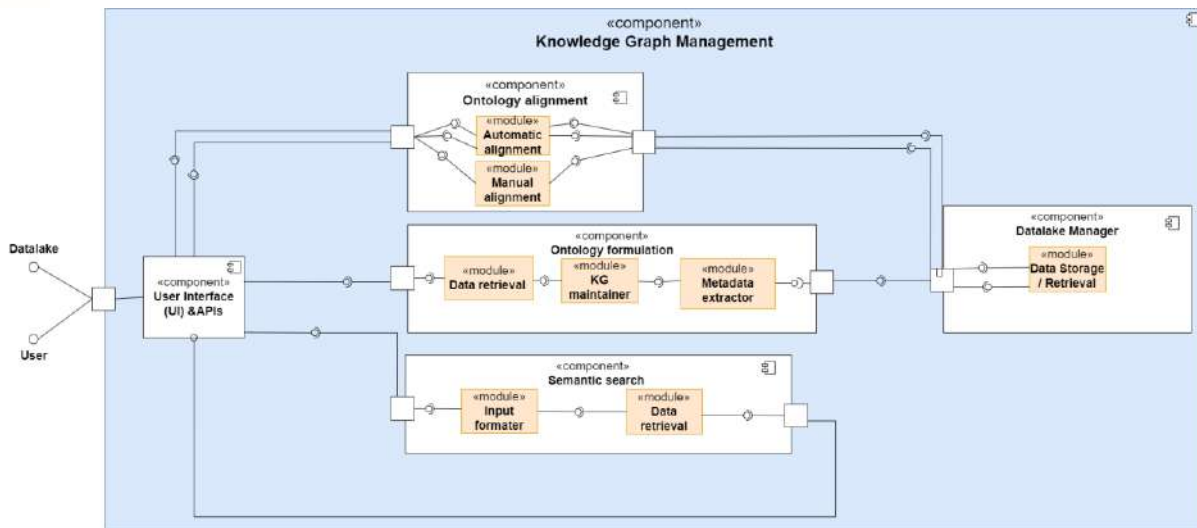 «component»
Knowledge Graph Management
«component»
Ontology alignment
«module»
Automatic
alignment
«module»
Manual
alignment
«component»
Ontology formulation
«module»
Data retrieval
«module»
KG
maintainer
«module»
Metadata
extractor
«component»
Datalake Manager
«module»
Data Storage
/ Retrieval
Datalake
User
«component»
User Interface
(UI) &APIs
«component»
Semantic search
«module»
Input
formater
«module»
Data
retrieval